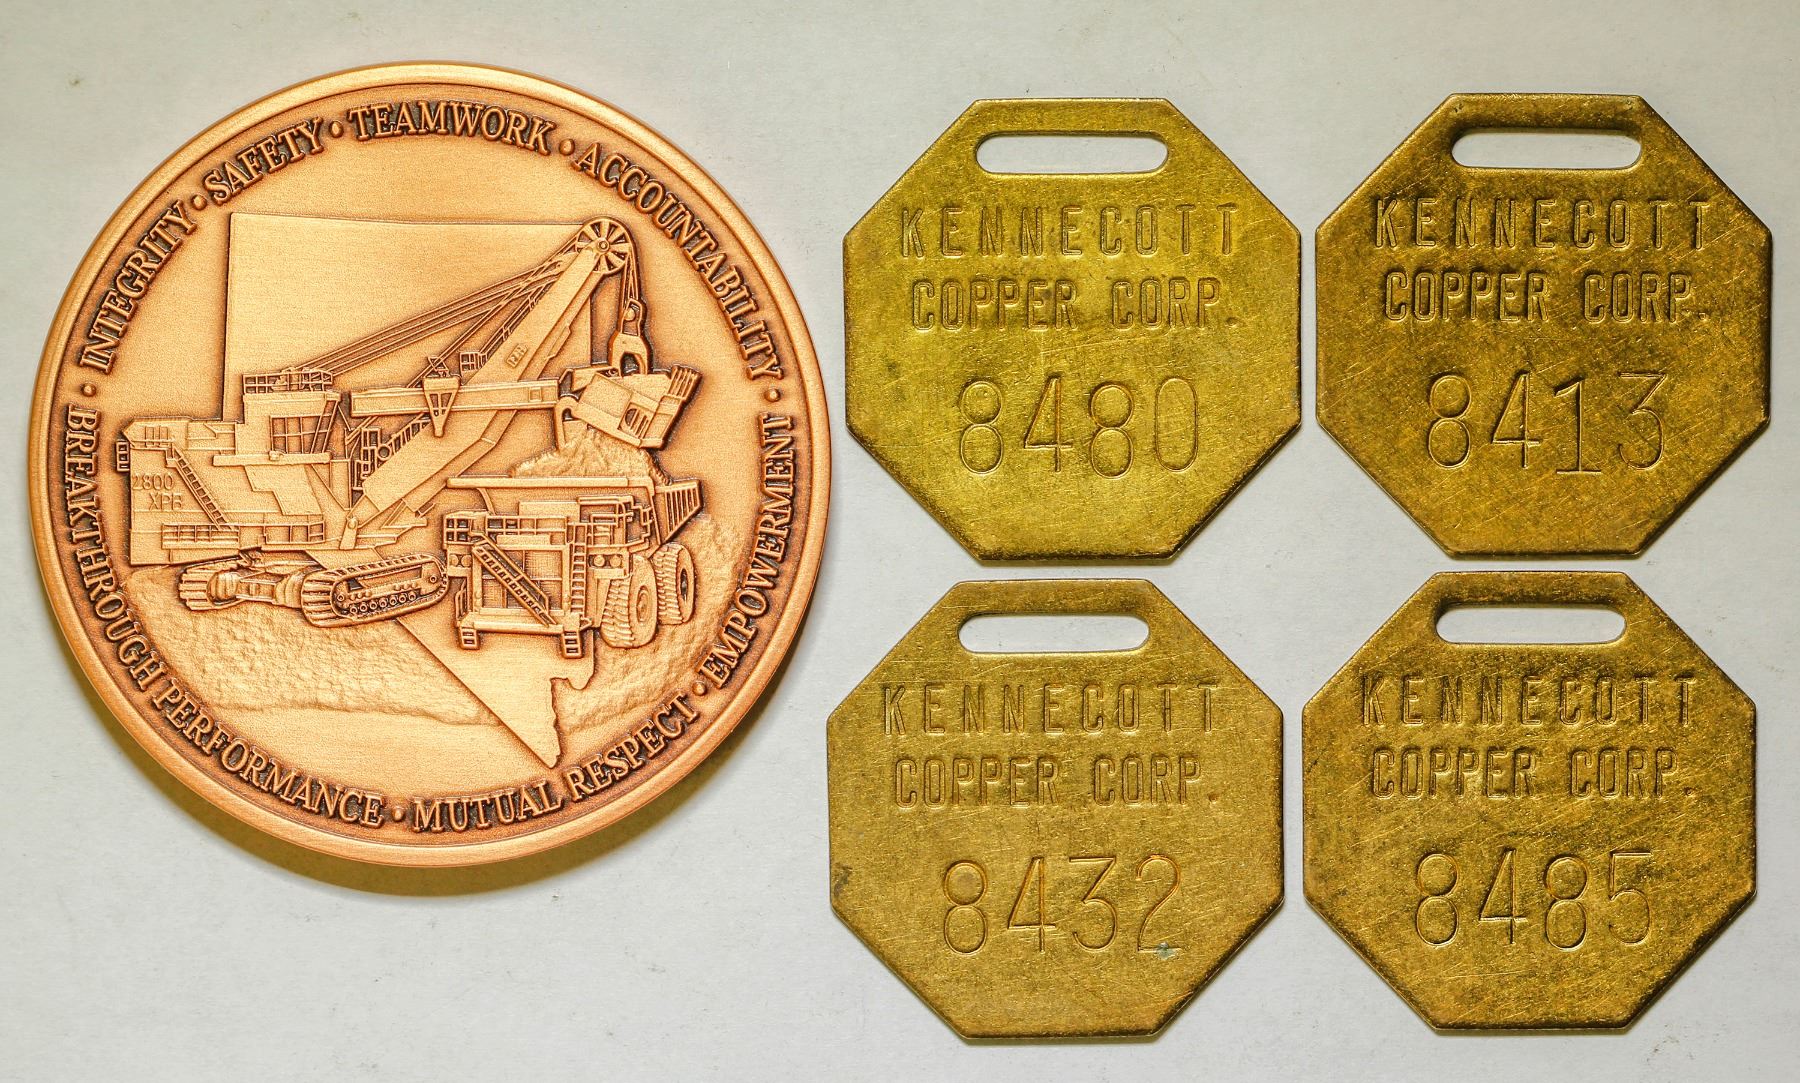 INTEGRITY · SAFETY · TEAMWORK · ACCOUNTABILITY · EMPOWERMENT · MUTUAL RESPECT · BREAKTHROUGH PERFORMANCE ·
P&H
2800
XPB
KENNECOTT
COPPER CORP.
8480
KENNECOTT
COPPER CORP.
8413
KENNECOTT
COPPER CORP.
8432
KENNECOTT
COPPER CORP.
8485